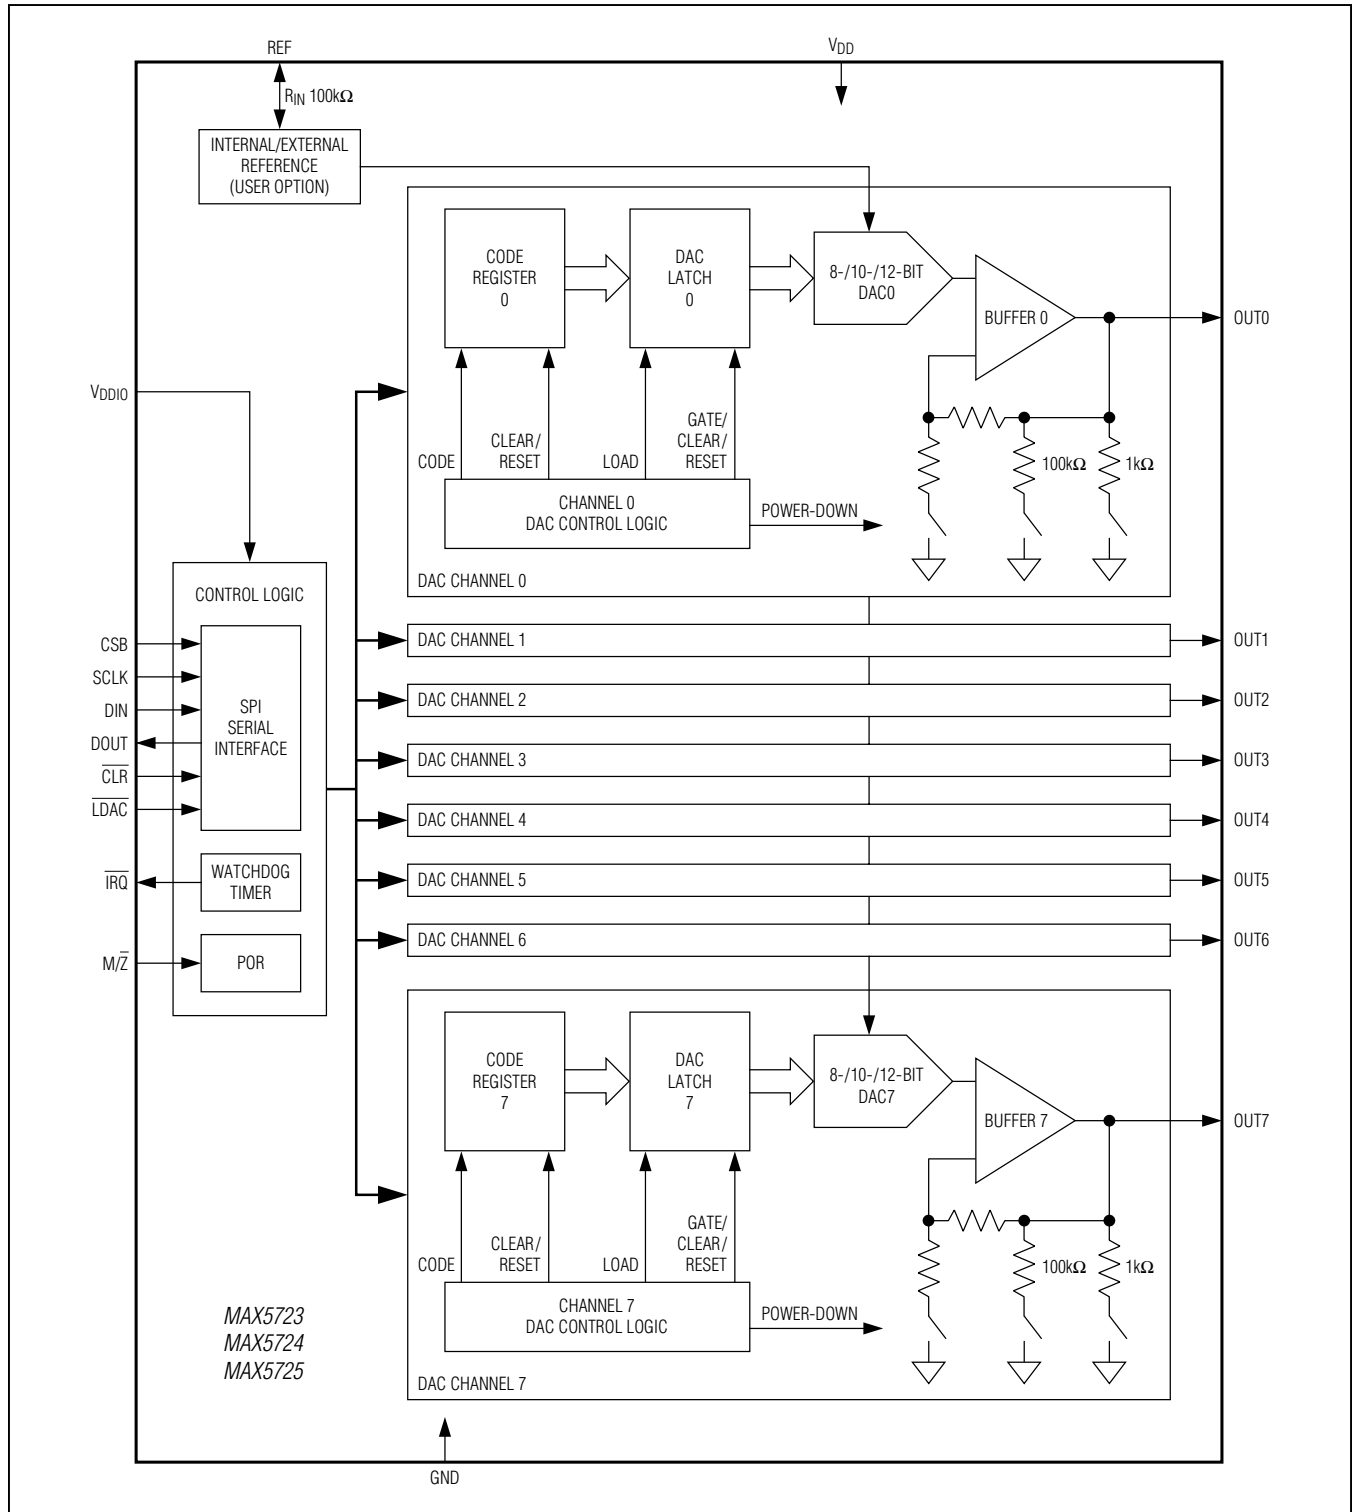 REF
VDD
RIN 100kΩ
INTERNAL/EXTERNAL
REFERENCE
(USER OPTION)
CODE
REGISTER
0
DAC
LATCH
0
8-/10-/12-BIT
DAC0
BUFFER 0
OUT0
VDDIO
CODE
CLEAR/
RESET
LOAD
GATE/
CLEAR/
RESET
100kΩ
1kΩ
CHANNEL 0
DAC CONTROL LOGIC
POWER-DOWN
DAC CHANNEL 0
CONTROL LOGIC
CSB
SCLK
DIN
DOUT
C̅L̅R̅
L̅D̅A̅C̅
SPI
SERIAL
INTERFACE
I̅R̅Q̅
WATCHDOG
TIMER
M/Z̅
POR
DAC CHANNEL 1
OUT1
DAC CHANNEL 2
OUT2
DAC CHANNEL 3
OUT3
DAC CHANNEL 4
OUT4
DAC CHANNEL 5
OUT5
DAC CHANNEL 6
OUT6
CODE
REGISTER
7
DAC
LATCH
7
8-/10-/12-BIT
DAC7
BUFFER 7
OUT7
CODE
CLEAR/
RESET
LOAD
GATE/
CLEAR/
RESET
100kΩ
1kΩ
CHANNEL 7
DAC CONTROL LOGIC
POWER-DOWN
DAC CHANNEL 7
MAX5723
MAX5724
MAX5725
GND